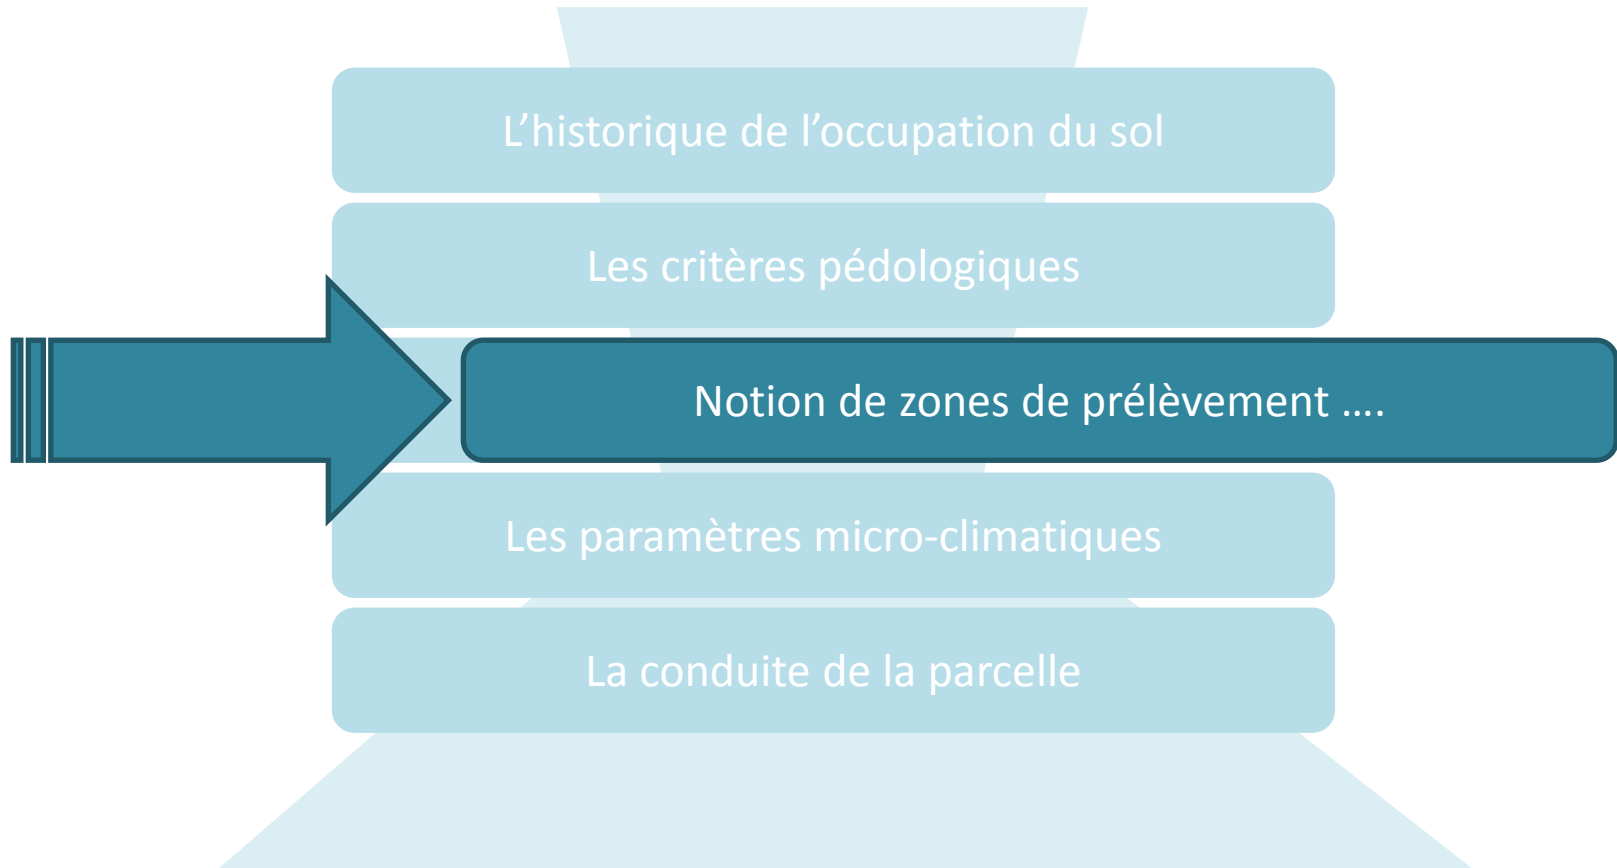 L’historique de l’occupation du sol
Les critères pédologiques
Notion de zones de prélèvement ….
Les paramètres micro-climatiques
La conduite de la parcelle